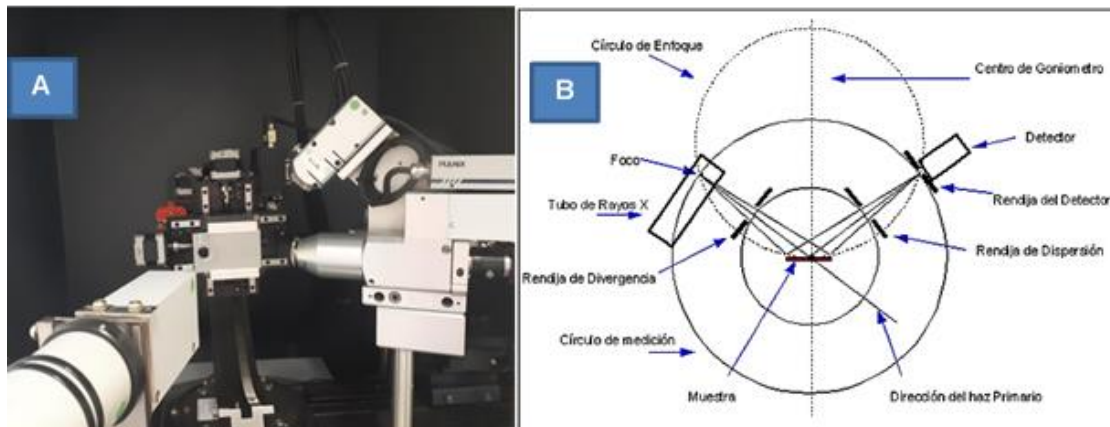 A
B
Círculo de Enfoque
Centro de Goniometro
Detector
Foco
Rendija del Detector
Tubo de Rayos X
Rendija de Dispersión
Rendija de Divergencia
Círculo de medición
Muestra
Dirección del haz Primario